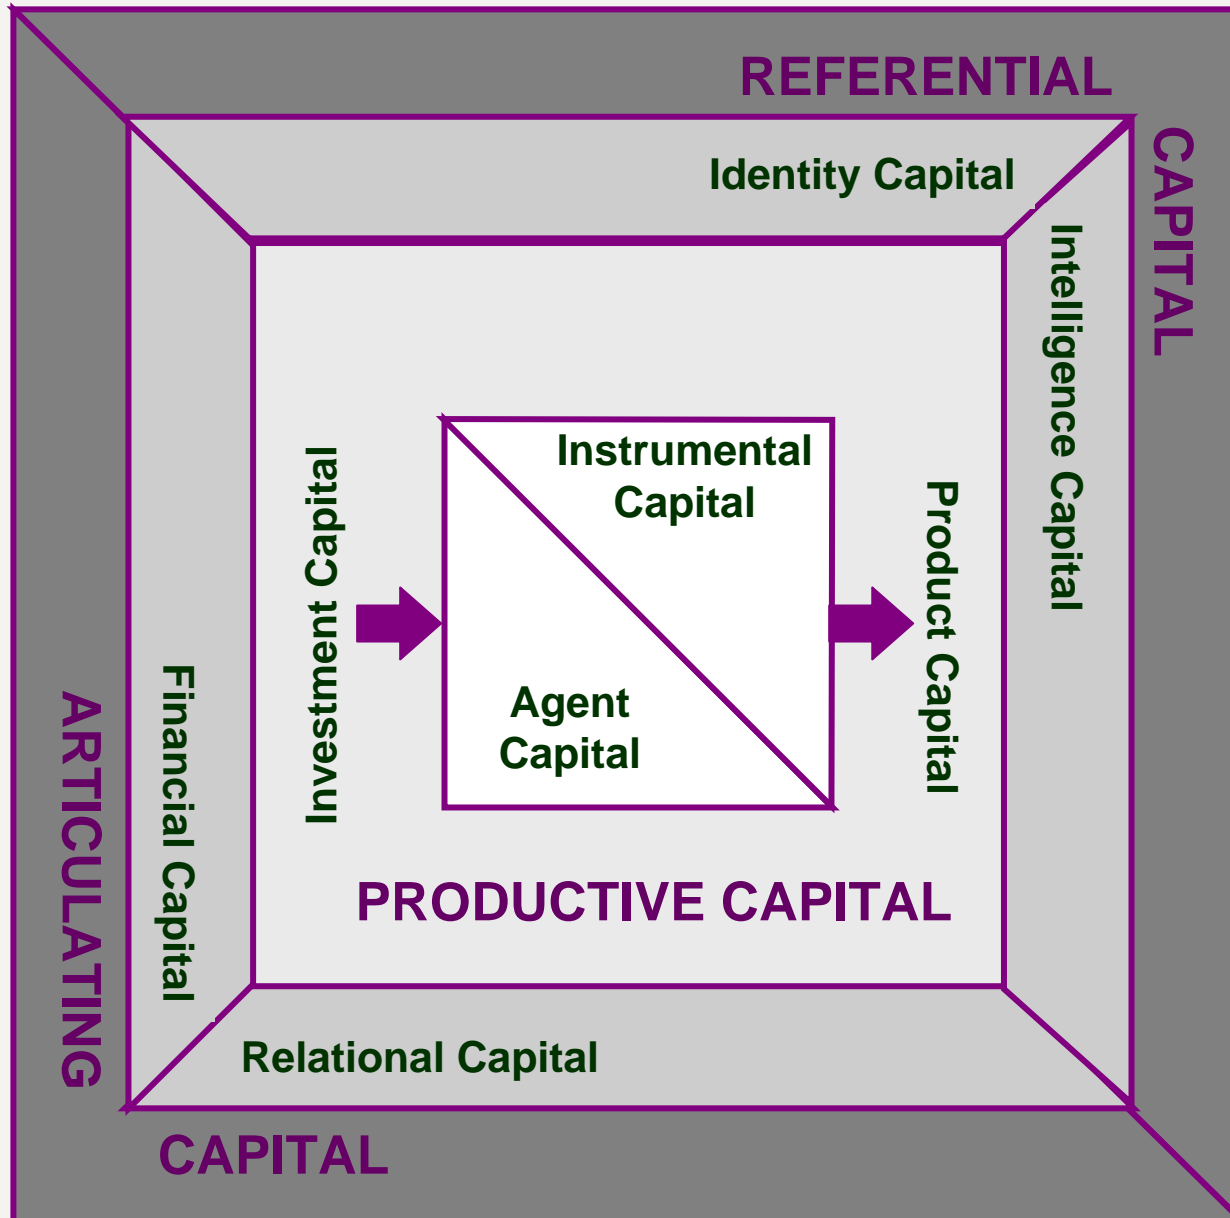 REFERENTIAL
CAPITAL
Identity Capital
Intelligence Capital
Instrumental
Capital
Investment Capital
Product Capital
Agent
Capital
Financial Capital
ARTICULATING
PRODUCTIVE CAPITAL
Relational Capital
CAPITAL